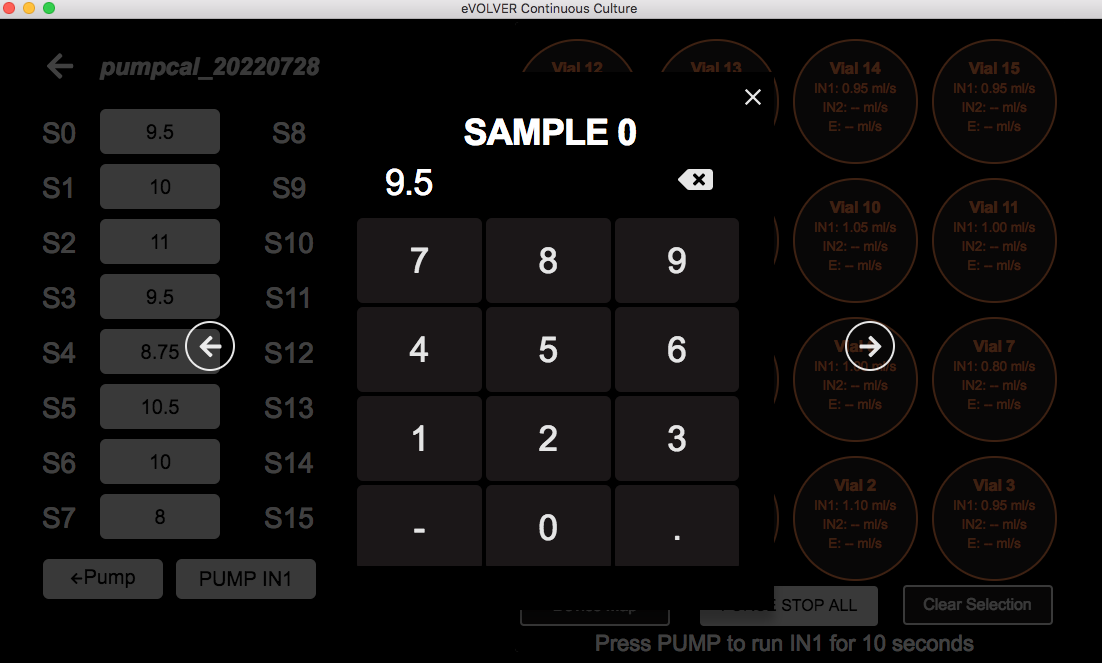 eVOLVER Continuous Culture
pumpcal_20220728
S0 9.5 S8
S1 10 S9
S2 11 S10
S3 9.5 S11
S4 8.75 S12
S5 10.5 S13
S6 10 S14
S7 8 S15
←Pump PUMP IN1
SAMPLE 0
9.5
7 8 9
4 5 6
1 2 3
- 0 .
Vial 12
Vial 13
Vial 14
IN1: 0.95 ml/s
IN2: -- ml/s
E: -- ml/s
Vial 15
IN1: 0.95 ml/s
IN2: -- ml/s
E: -- ml/s
Vial 10
IN1: 1.05 ml/s
IN2: -- ml/s
E: -- ml/s
Vial 11
IN1: 1.00 ml/s
IN2: -- ml/s
E: -- ml/s
IN2: -- ml/s
E: -- ml/s
Vial 7
IN1: 0.80 ml/s
IN2: -- ml/s
E: -- ml/s
Vial 2
IN1: 1.10 ml/s
IN2: -- ml/s
E: -- ml/s
Vial 3
IN1: 0.95 ml/s
IN2: -- ml/s
E: -- ml/s
STOP ALL
Clear Selection
Press PUMP to run IN1 for 10 seconds